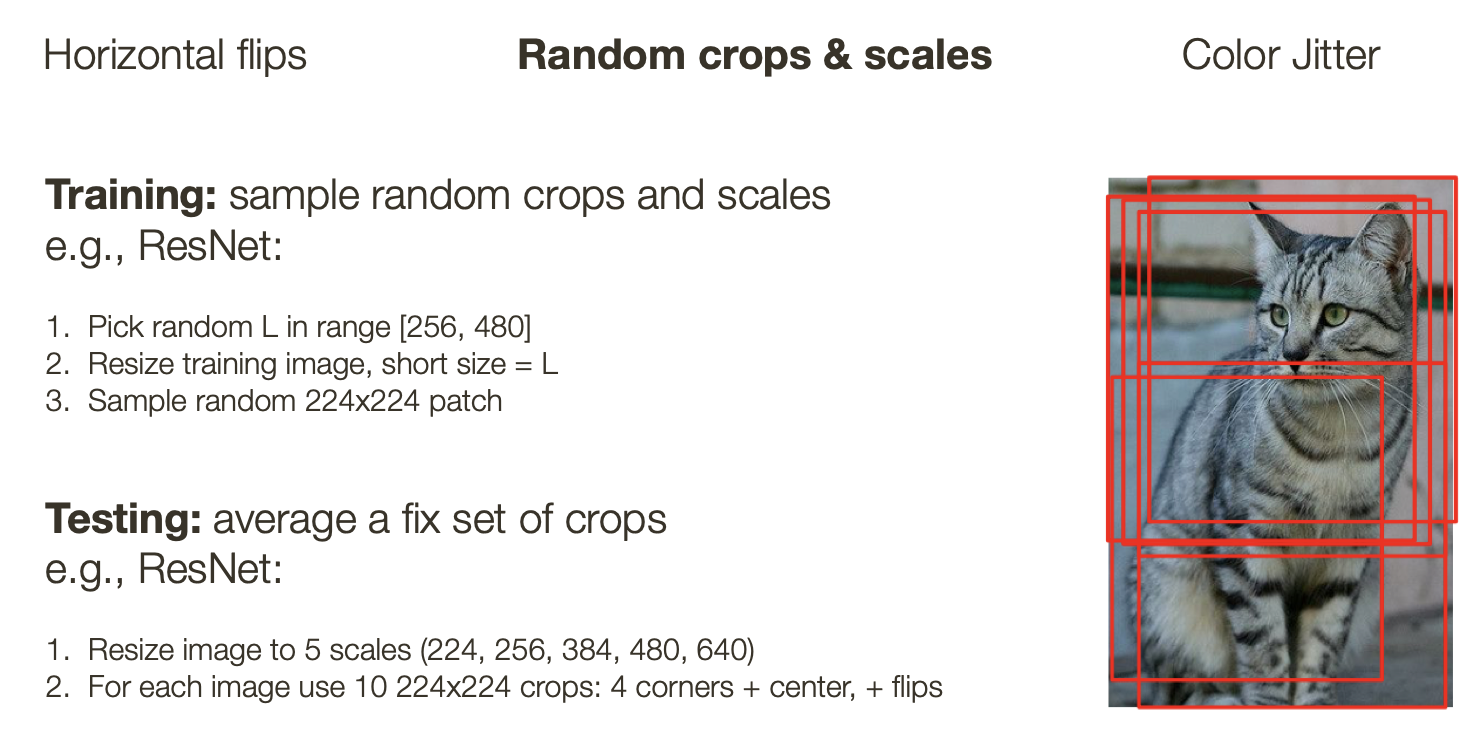 Horizontal flips
Random crops & scales
Color Jitter
Training: sample random crops and scales
e.g., ResNet:
1. Pick random L in range [256, 480]
2. Resize training image, short size = L
3. Sample random 224x224 patch
Testing: average a fix set of crops
e.g., ResNet:
1. Resize image to 5 scales (224, 256, 384, 480, 640)
2. For each image use 10 224x224 crops: 4 corners + center, + flips